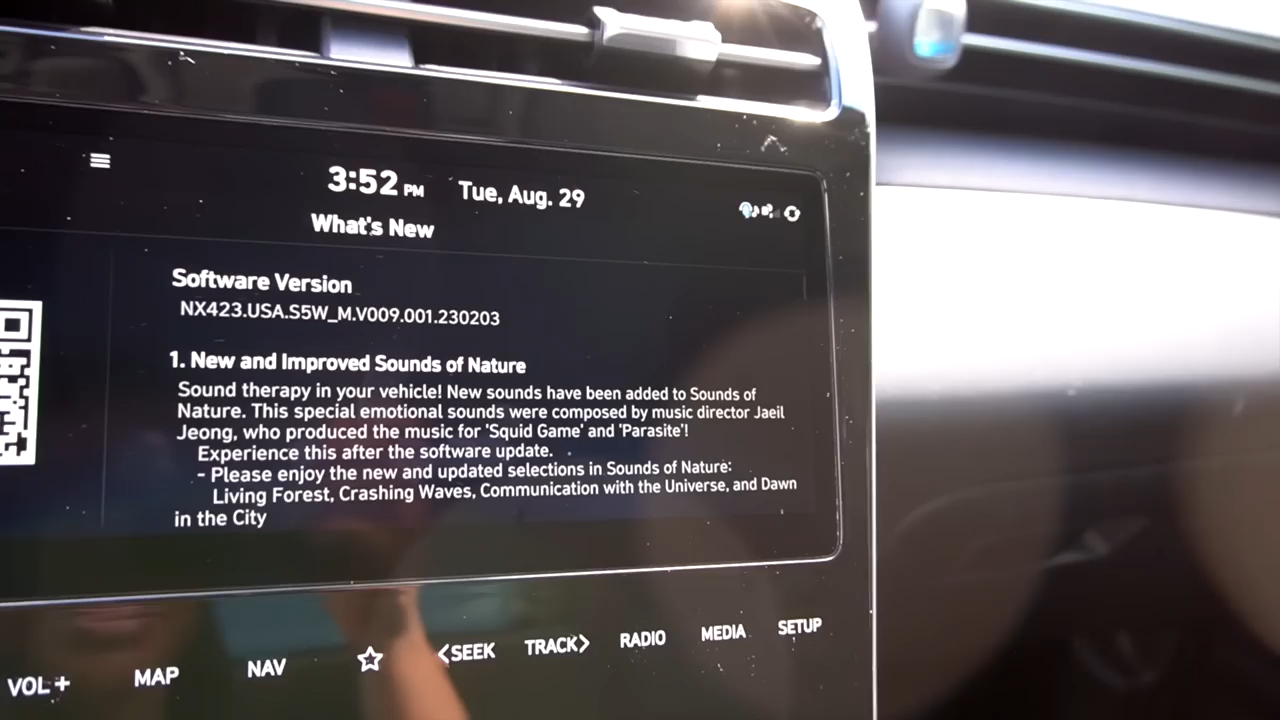 3:52 PM Tue, Aug. 29
What's New
Software Version
NX423.USA.S5W_M.V009.001.230203
1. New and Improved Sounds of Nature
Sound therapy in your vehicle! New sounds have been added to Sounds of
Nature. This special emotional sounds were composed by music director Jaeil
Jeong, who produced the music for 'Squid Game' and 'Parasite'!
Experience this after the software update.
- Please enjoy the new and updated selections in Sounds of Nature:
Living Forest, Crashing Waves, Communication with the Universe, and Dawn
in the City
VOL+ MAP NAV <SEEK TRACK> RADIO MEDIA SETUP